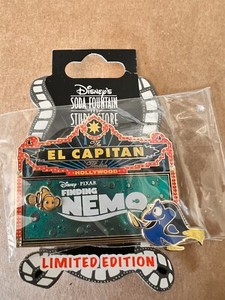 Disney's
SODA FOUNTAIN
STUDIO STORE
EL CAPITAN
HOLLYWOOD
Disney PIXAR
FINDING
NEMO
LIMITED EDITION